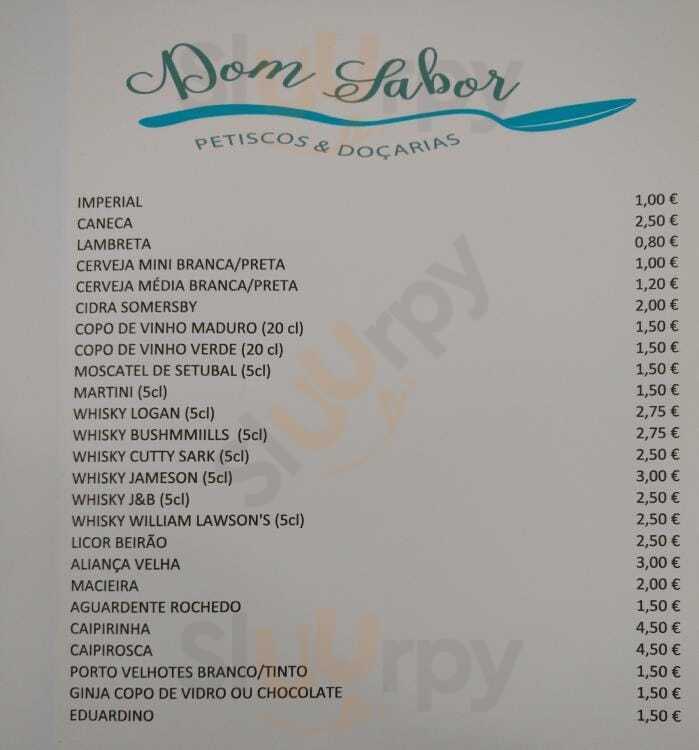 Dom Sabor
PETISCOS & DOÇARIAS
IMPERIAL 1,00 €
CANECA 2,50 €
LAMBRETA 0,80 €
CERVEJA MINI BRANCA/PRETA 1,00 €
CERVEJA MÉDIA BRANCA/PRETA 1,20 €
CIDRA SOMERSBY 2,00 €
COPO DE VINHO MADURO (20 cl) 1,50 €
COPO DE VINHO VERDE (20 cl) 1,50 €
MOSCATEL DE SETUBAL (5cl) 1,50 €
MARTINI (5cl) 1,50 €
WHISKY LOGAN (5cl) 2,75 €
WHISKY BUSHMMIILLS (5cl) 2,75 €
WHISKY CUTTY SARK (5cl) 2,50 €
WHISKY JAMESON (5cl) 3,00 €
WHISKY J&B (5cl) 2,50 €
WHISKY WILLIAM LAWSON'S (5cl) 2,50 €
LICOR BEIRÃO 2,50 €
ALIANÇA VELHA 3,00 €
MACIEIRA 2,00 €
AGUARDENTE ROCHEDO 1,50 €
CAIPIRINHA 4,50 €
CAIPIROSCA 4,50 €
PORTO VELHOTES BRANCO/TINTO 1,50 €
GINJA COPO DE VIDRO OU CHOCOLATE 1,50 €
EDUARDINO 1,50 €
Sluurpy
Sluurpy
Sluurpy